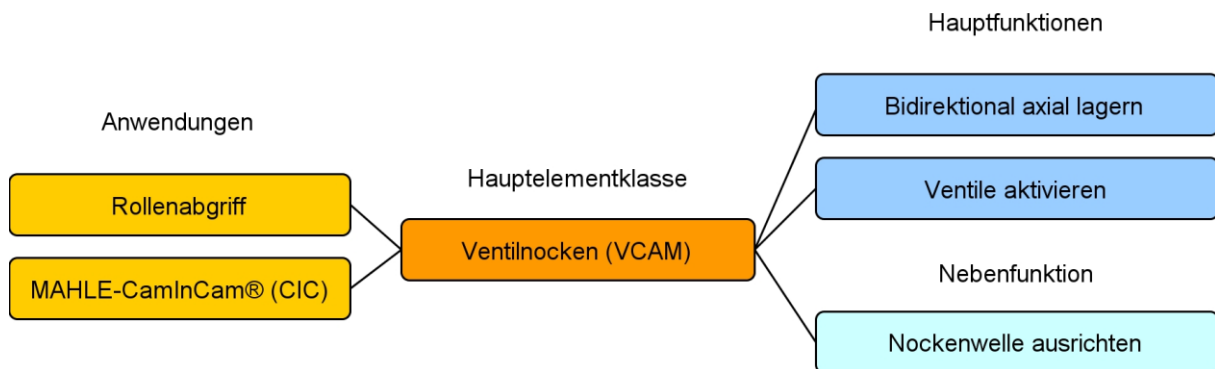 Anwendungen
Rollenabgriff
MAHLE-CamInCam® (CIC)
Hauptelementklasse
Ventilnocken (VCAM)
Hauptfunktionen
Bidirektional axial lagern
Ventile aktivieren
Nebenfunktion
Nockenwelle ausrichten